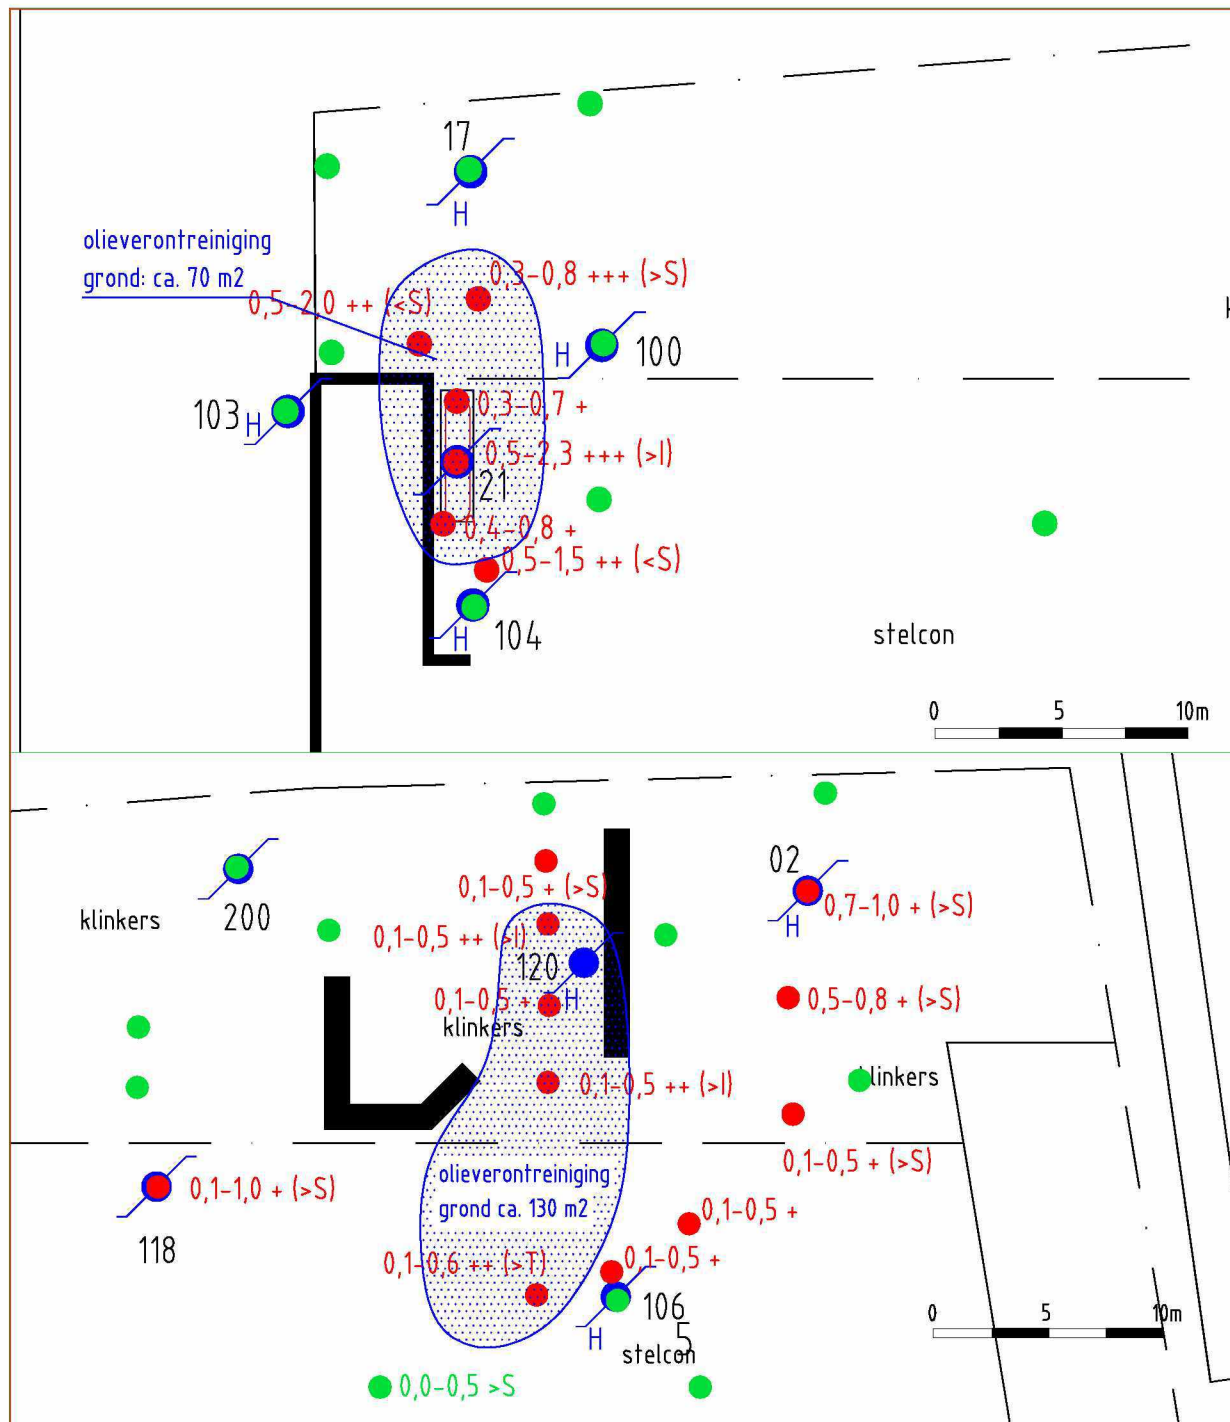 17
H
olieverontreiniging
grond: ca. 70 m2
0,3-0,8 +++ (>S)
0,5-2,0 ++ (<S)
H
100
103
H
0,3-0,7 +
0,5-2,3 +++ (>I)
21
0,4-0,8 +
0,5-1,5 ++ (<S)
H
104
stelcon
0 5 10m
02
0,1-0,5 + (>S)
0,7-1,0 + (>S)
H
klinkers
200
0,1-0,5 ++ (>I)
120
H
0,1-0,5 +
0,5-0,8 + (>S)
klinkers
klinkers
0,1-0,5 ++ (>I)
0,1-0,5 + (>S)
olieverontreiniging
grond ca. 130 m2
0,1-1,0 + (>S)
118
0,1-0,5 +
0,1-0,6 ++ (>T)
0,1-0,5 +
106
H
5
stelcon
0 5 10m
0,0-0,5 >S